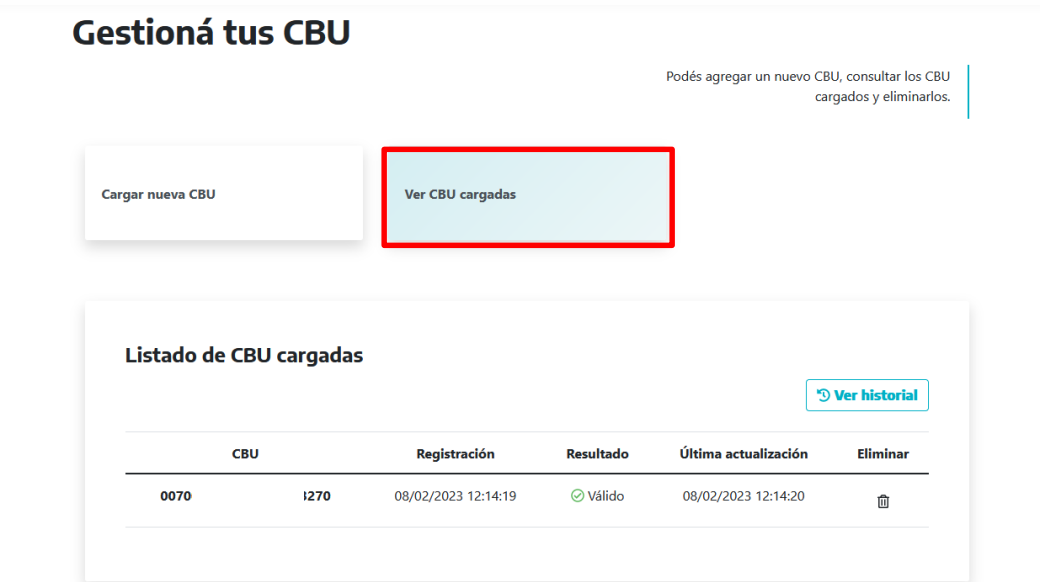 Gestioná tus CBU
Podés agregar un nuevo CBU, consultar los CBU
cargados y eliminarlos.
Cargar nueva CBU
Ver CBU cargadas
Listado de CBU cargadas
Ver historial
CBU Registración Resultado Última actualización Eliminar
0070 270 08/02/2023 12:14:19 Válido 08/02/2023 12:14:20